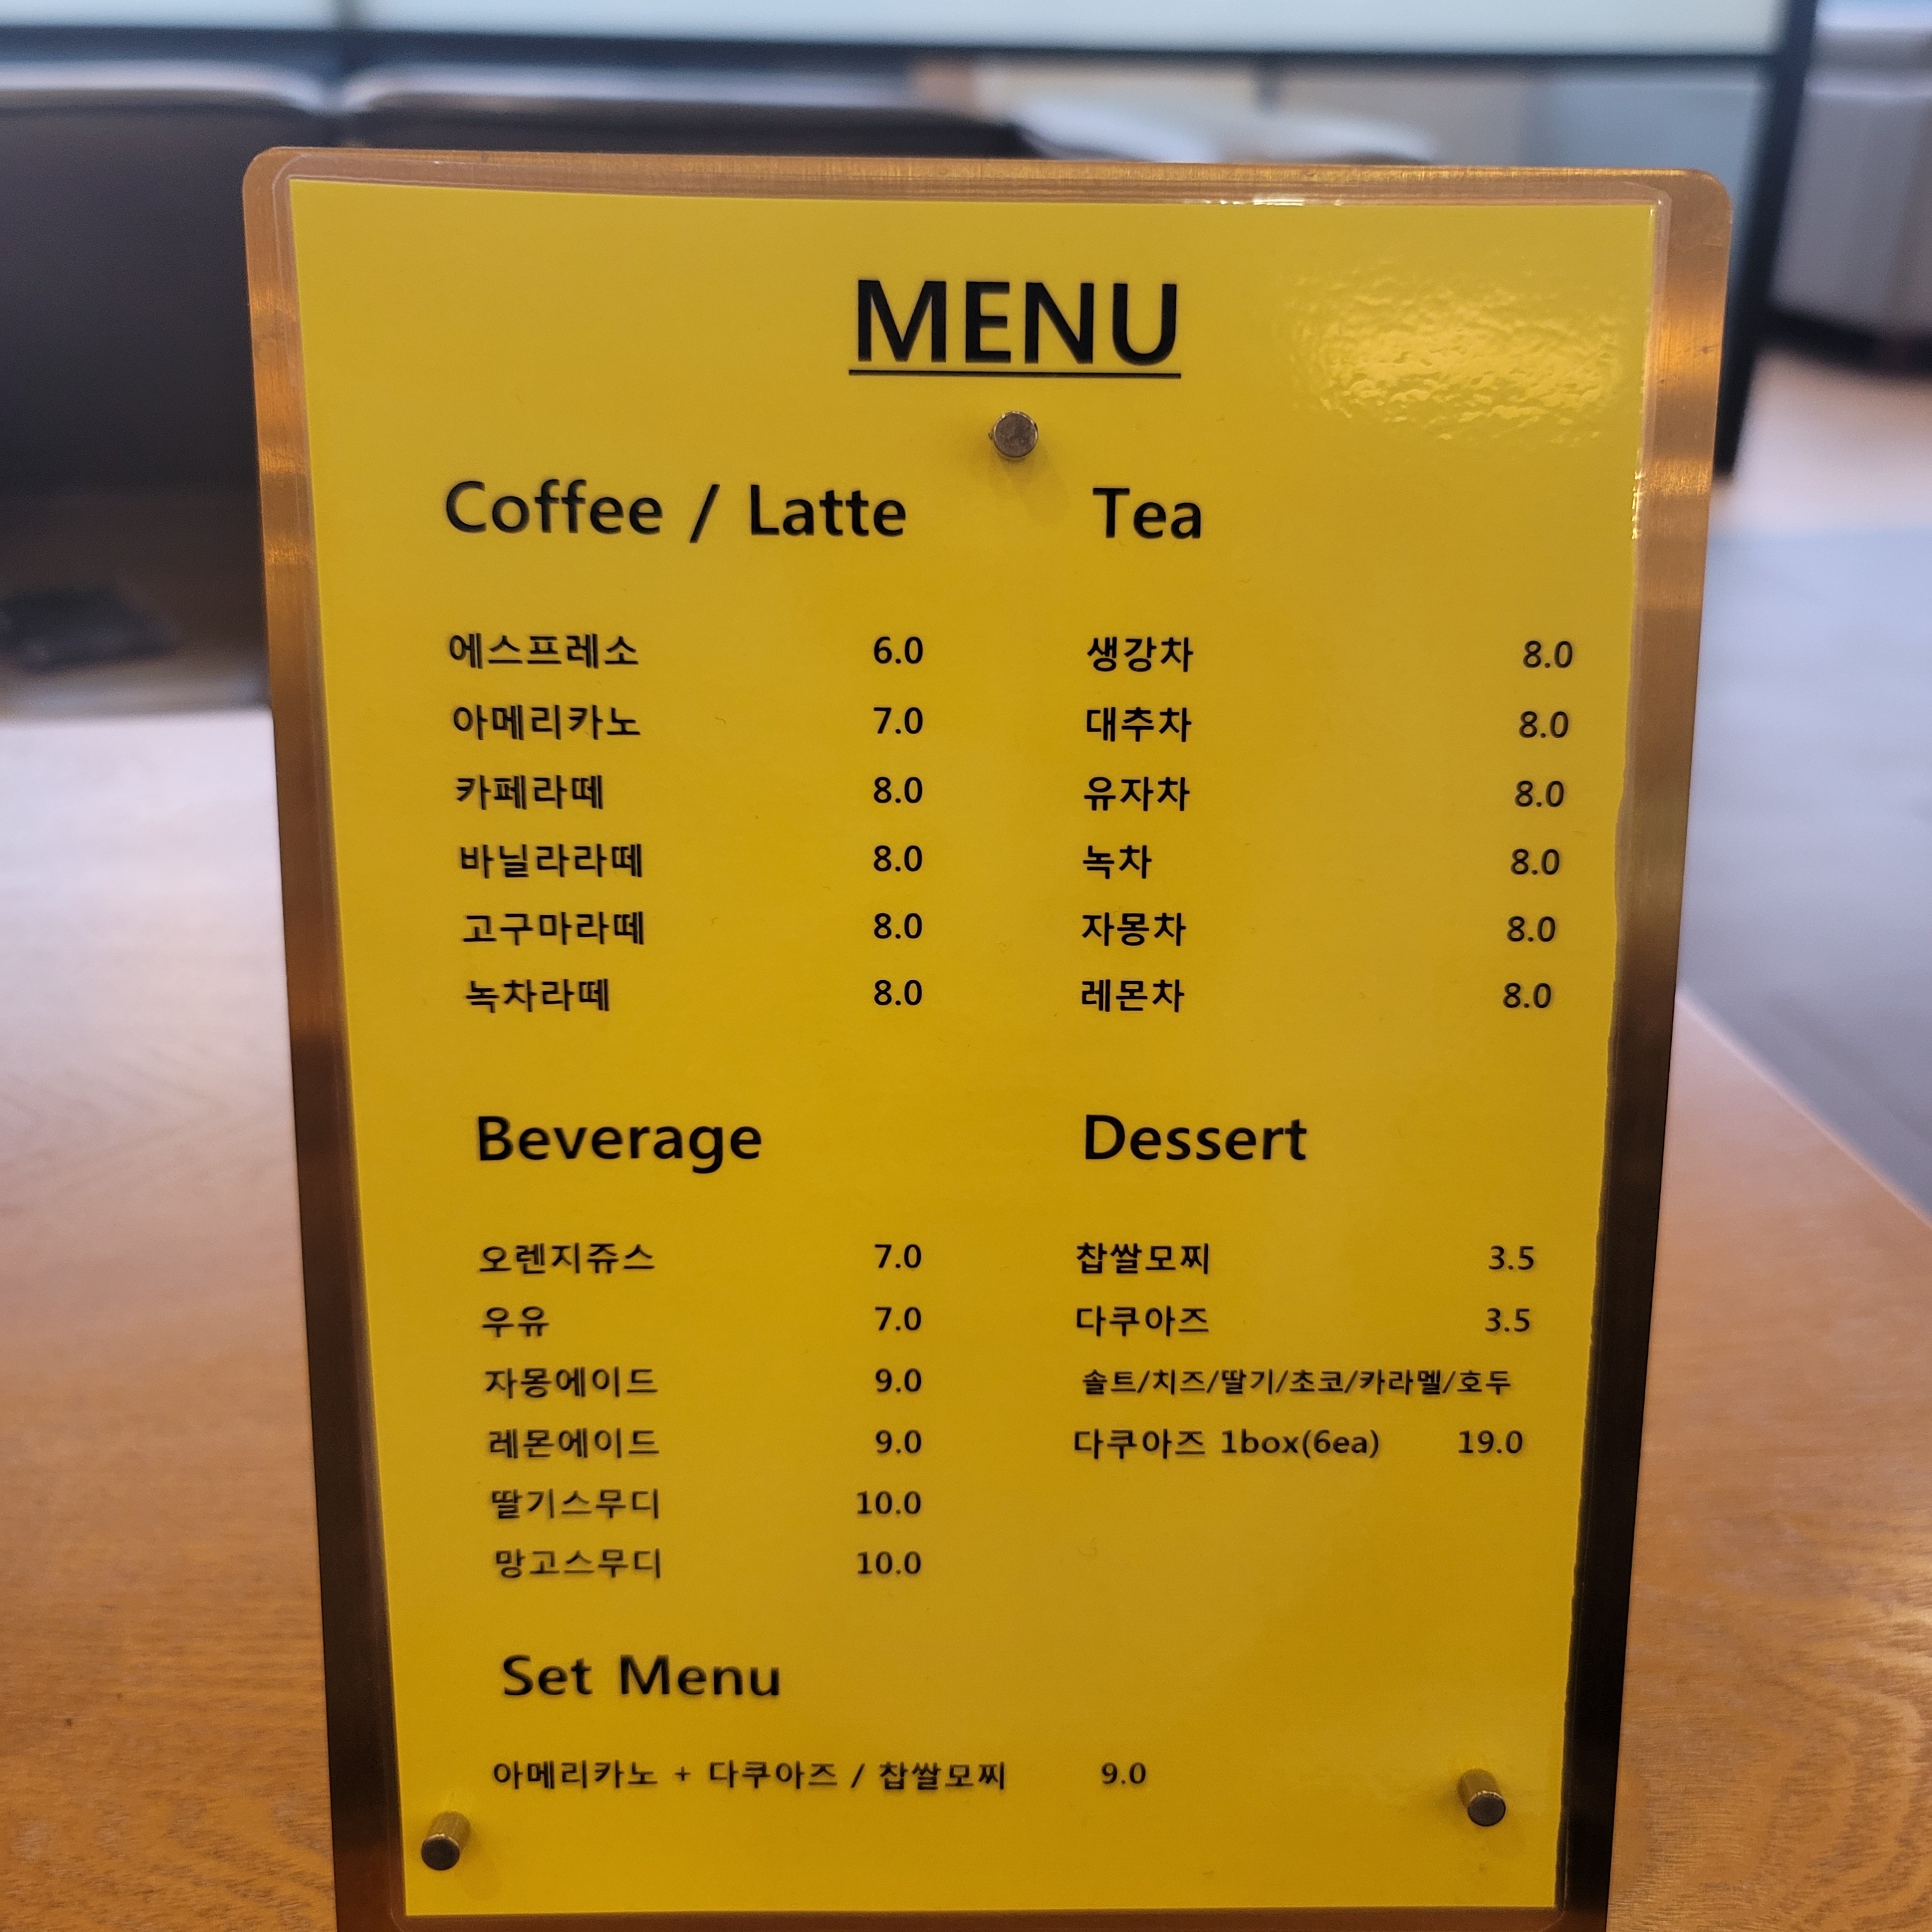 MENU
Coffee / Latte
에스프레소 6.0
아메리카노 7.0
카페라떼 8.0
바닐라라떼 8.0
고구마라떼 8.0
녹차라떼 8.0
Tea
생강차 8.0
대추차 8.0
유자차 8.0
녹차 8.0
자몽차 8.0
레몬차 8.0
Beverage
오렌지쥬스 7.0
우유 7.0
자몽에이드 9.0
레몬에이드 9.0
딸기스무디 10.0
망고스무디 10.0
Dessert
찹쌀모찌 3.5
다쿠아즈 3.5
솔트/치즈/딸기/초코/카라멜/호두
다쿠아즈 1box(6ea) 19.0
Set Menu
아메리카노 + 다쿠아즈 / 찹쌀모찌 9.0